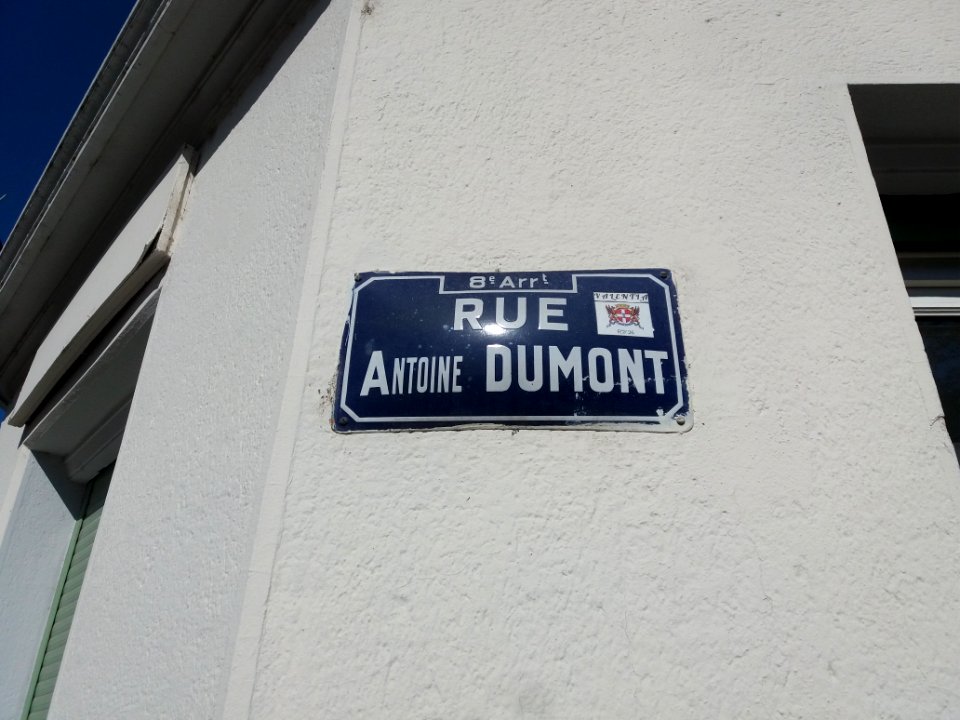 8e Arrt
RUE
ANTOINE DUMONT
VALENTIA